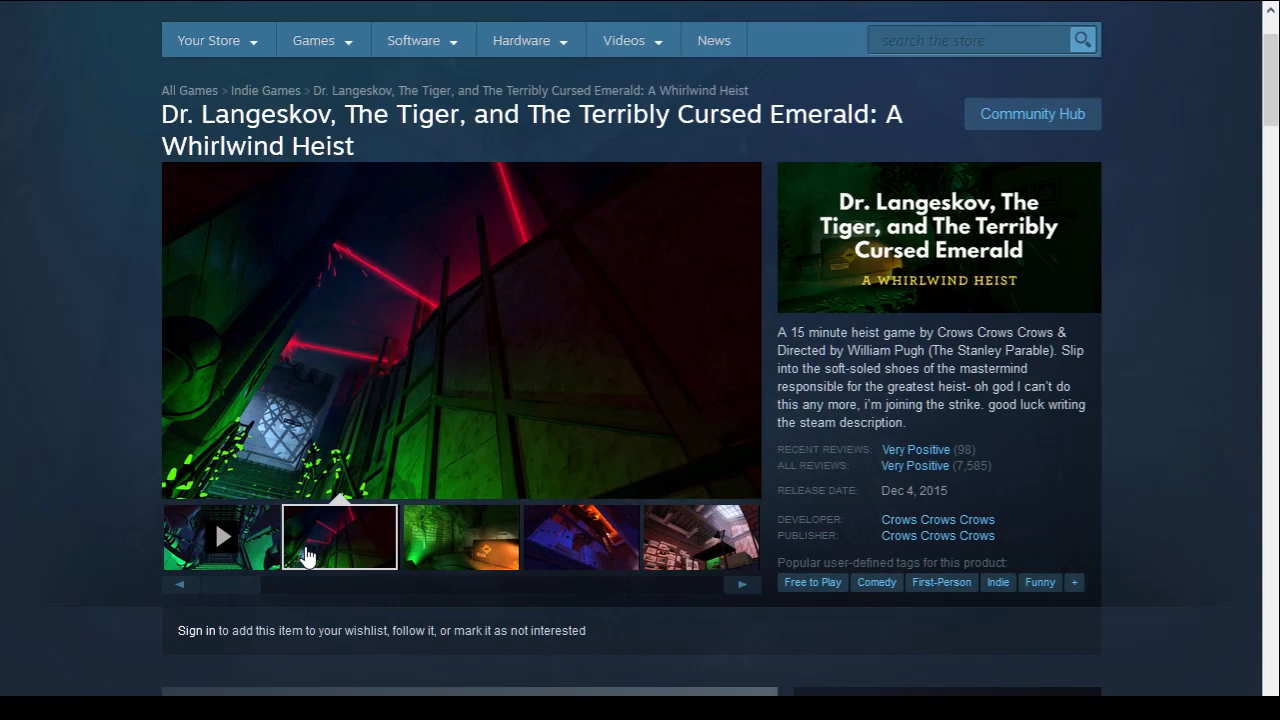 Your Store Games Software Hardware Videos News search the store
All Games > Indie Games > Dr. Langeskov, The Tiger, and The Terribly Cursed Emerald: A Whirlwind Heist
Dr. Langeskov, The Tiger, and The Terribly Cursed Emerald: A
Whirlwind Heist
Community Hub
Dr. Langeskov, The
Tiger, and The Terribly
Cursed Emerald
A WHIRLWIND HEIST
A 15 minute heist game by Crows Crows Crows &
Directed by William Pugh (The Stanley Parable). Slip
into the soft-soled shoes of the mastermind
responsible for the greatest heist- oh god I can't do
this any more, i'm joining the strike. good luck writing
the steam description.
RECENT REVIEWS: Very Positive (98)
ALL REVIEWS: Very Positive (7,585)
RELEASE DATE: Dec 4, 2015
DEVELOPER: Crows Crows Crows
PUBLISHER: Crows Crows Crows
Popular user-defined tags for this product:
Free to Play Comedy First-Person Indie Funny +
Sign in to add this item to your wishlist, follow it, or mark it as not interested